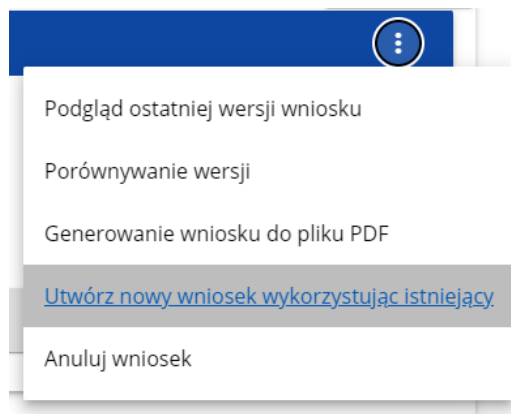 Podgląd ostatniej wersji wniosku
Porównywanie wersji
Generowanie wniosku do pliku PDF
Utwórz nowy wniosek wykorzystując istniejący
Anuluj wniosek